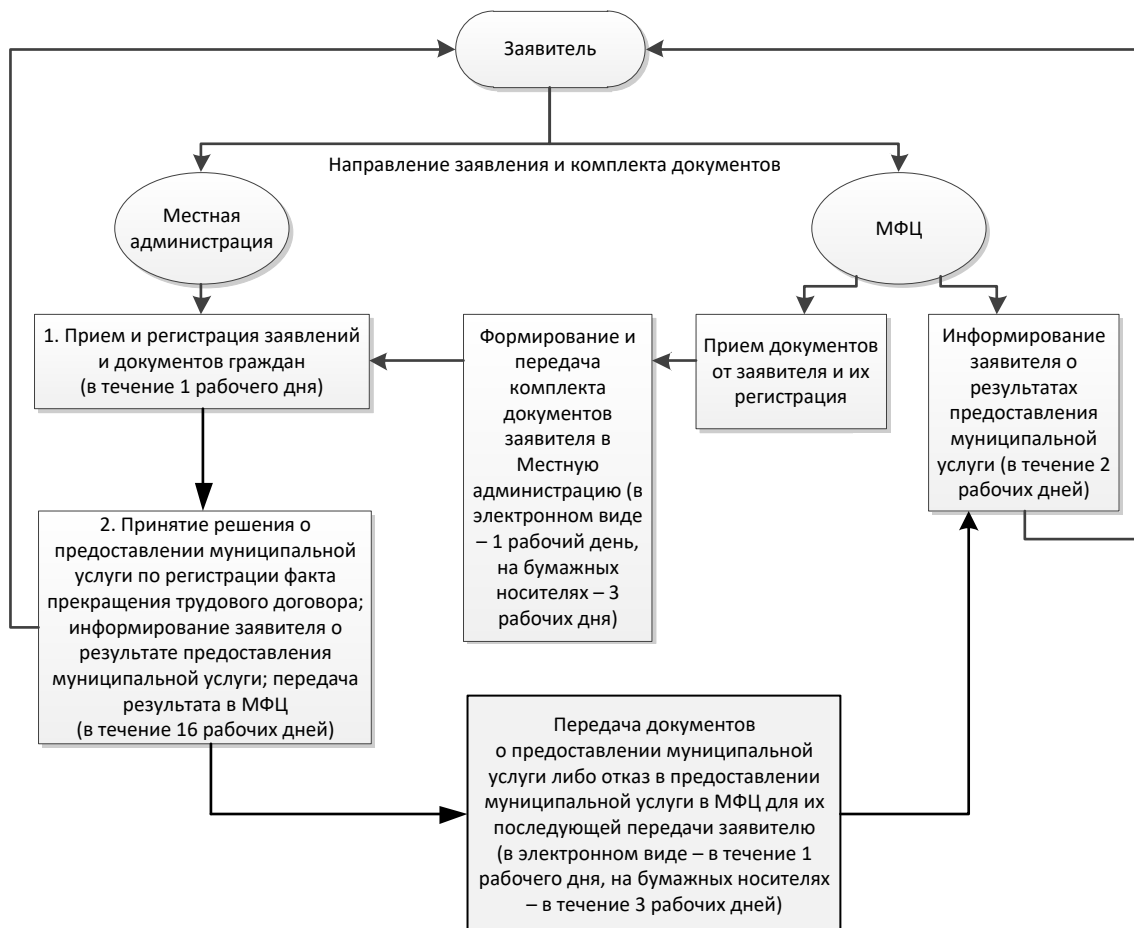 Заявитель
Направление заявления и комплекта документов
Местная
администрация
МФЦ
1. Прием и регистрация заявлений
и документов граждан
(в течение 1 рабочего дня)
Формирование и
передача
комплекта
документов
заявителя в
Местную
администрацию (в
электронном виде
– 1 рабочий день,
на бумажных
носителях – 3
рабочих дня)
Прием документов
от заявителя и их
регистрация
Информирование
заявителя о
результатах
предоставления
муниципальной
услуги (в течение 2
рабочих дней)
2. Принятие решения о
предоставлении муниципальной
услуги по регистрации факта
прекращения трудового договора;
информирование заявителя о
результате предоставления
муниципальной услуги; передача
результата в МФЦ
(в течение 16 рабочих дней)
Передача документов
о предоставлении муниципальной
услуги либо отказ в предоставлении
муниципальной услуги в МФЦ для их
последующей передачи заявителю
(в электронном виде – в течение 1
рабочего дня, на бумажных носителях
– в течение 3 рабочих дней)